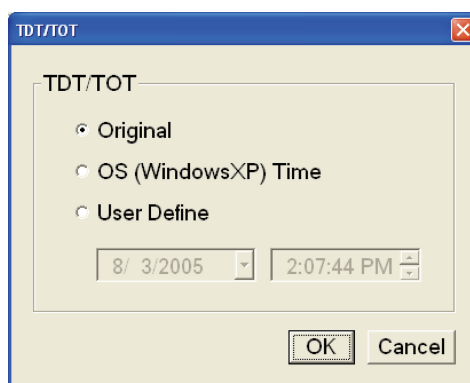 TDT/TOT
TDT/TOT
Original
OS (WindowsXP) Time
User Define
8/ 3/2005 2:07:44 PM
OK Cancel